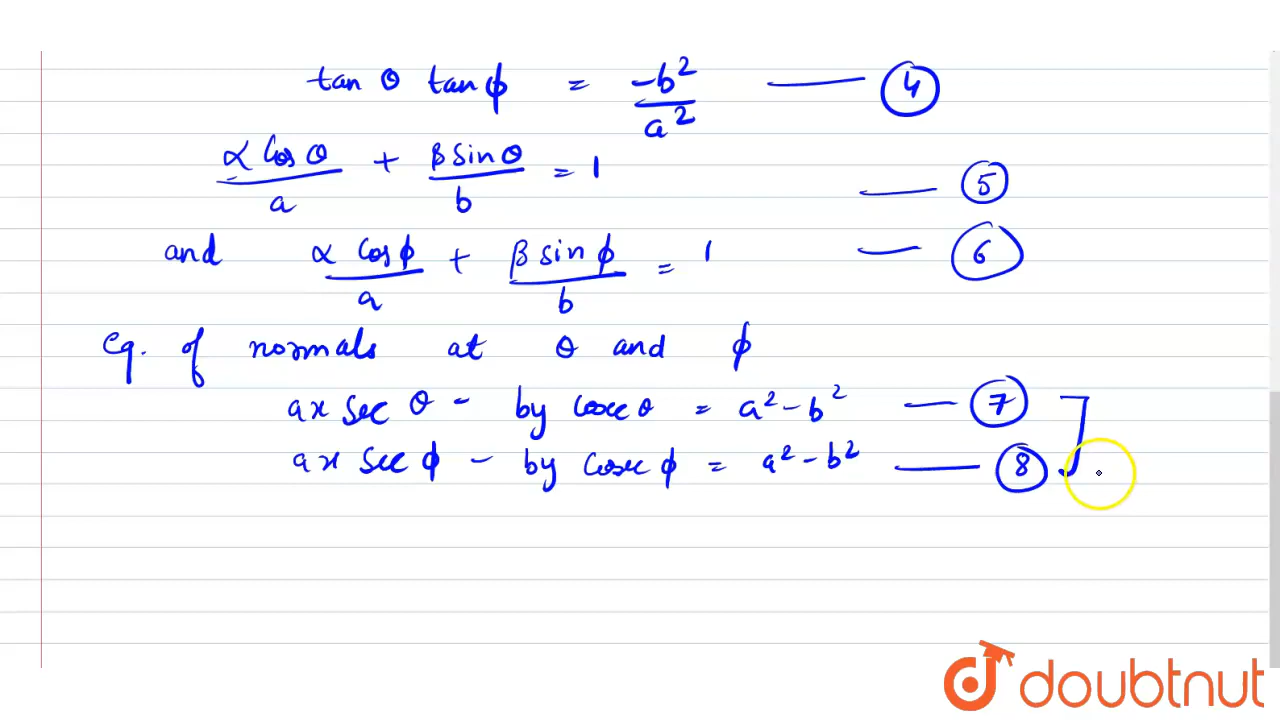 tan θ tan ϕ = -b²/a² —— ④
α Cos θ/a + β sin θ/b = 1 —— ⑤
and α Cos ϕ/a + β sin ϕ/b = 1 — ⑥
eq. of normals at θ and ϕ
ax sec θ - by cosec θ = a² - b² — ⑦
ax sec ϕ - by cosec ϕ = a² - b² —— ⑧
doubtnut